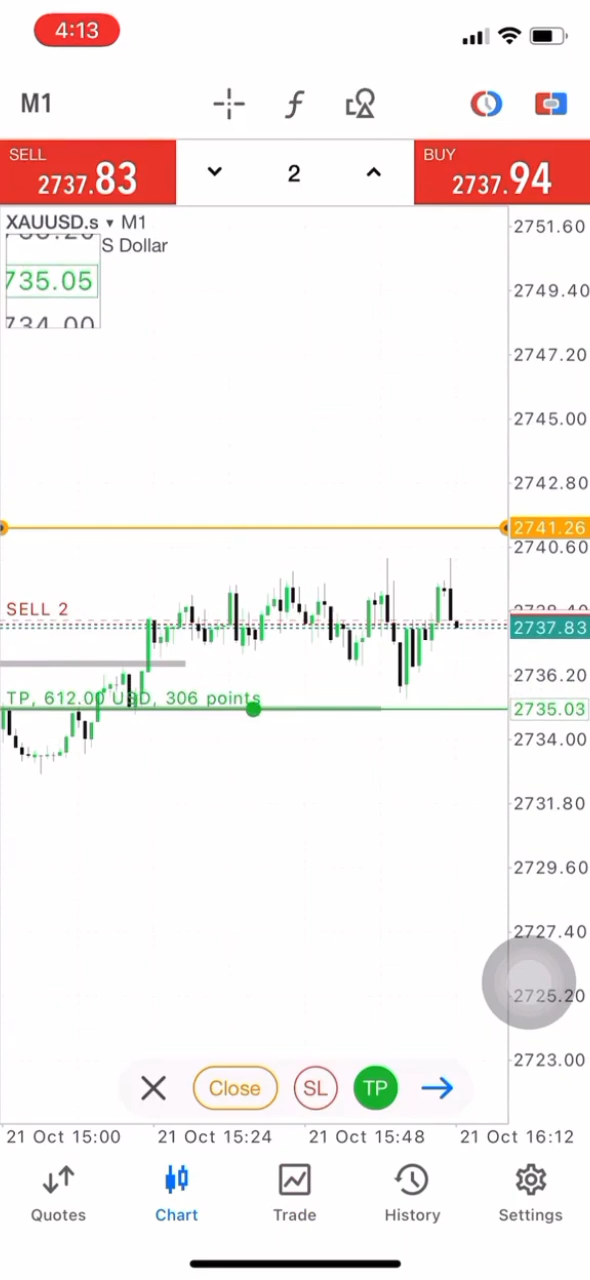 4:13
M1
SELL
2737.83
2
BUY
2737.94
XAUUSD.s ▾ M1
S Dollar
735.05
734.00
2751.60
2749.40
2747.20
2745.00
2742.80
2741.26
2740.60
SELL 2
2737.83
2736.20
TP, 612.00 USD, 306 points
2735.03
2734.00
2731.80
2729.60
2727.40
2725.20
2723.00
Close
SL
TP
21 Oct 15:00
21 Oct 15:24
21 Oct 15:48
21 Oct 16:12
Quotes
Chart
Trade
History
Settings